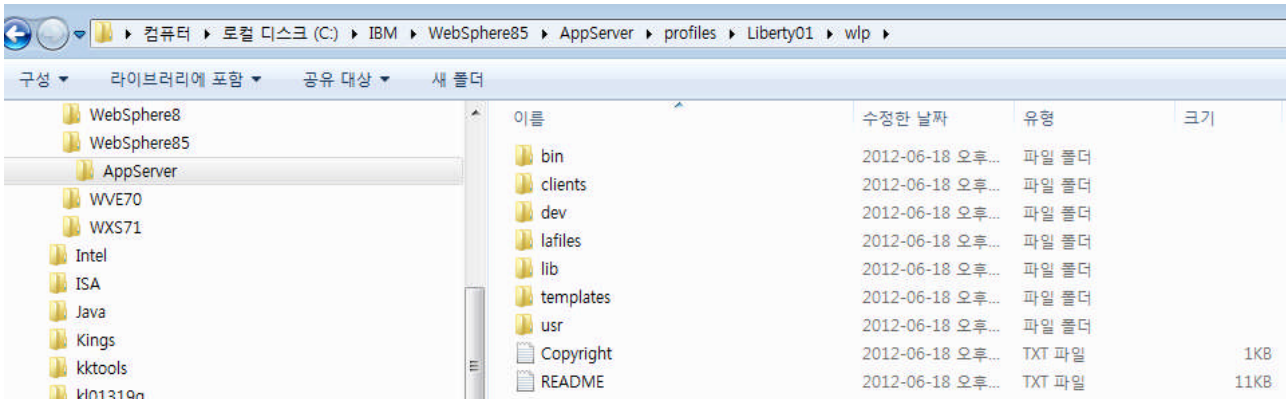 컴퓨터 ▸ 로컬 디스크 (C:) ▸ IBM ▸ WebSphere85 ▸ AppServer ▸ profiles ▸ Liberty01 ▸ wlp ▸
구성 ▼ 라이브러리에 포함 ▼ 공유 대상 ▼ 새 폴더
WebSphere8
WebSphere85
AppServer
WVE70
WXS71
Intel
ISA
Java
Kings
kktools
kl01319g
이름 수정한 날짜 유형 크기
bin 2012-06-18 오후... 파일 폴더
clients 2012-06-18 오후... 파일 폴더
dev 2012-06-18 오후... 파일 폴더
lafiles 2012-06-18 오후... 파일 폴더
lib 2012-06-18 오후... 파일 폴더
templates 2012-06-18 오후... 파일 폴더
usr 2012-06-18 오후... 파일 폴더
Copyright 2012-06-18 오후... TXT 파일 1KB
README 2012-06-18 오후... TXT 파일 11KB